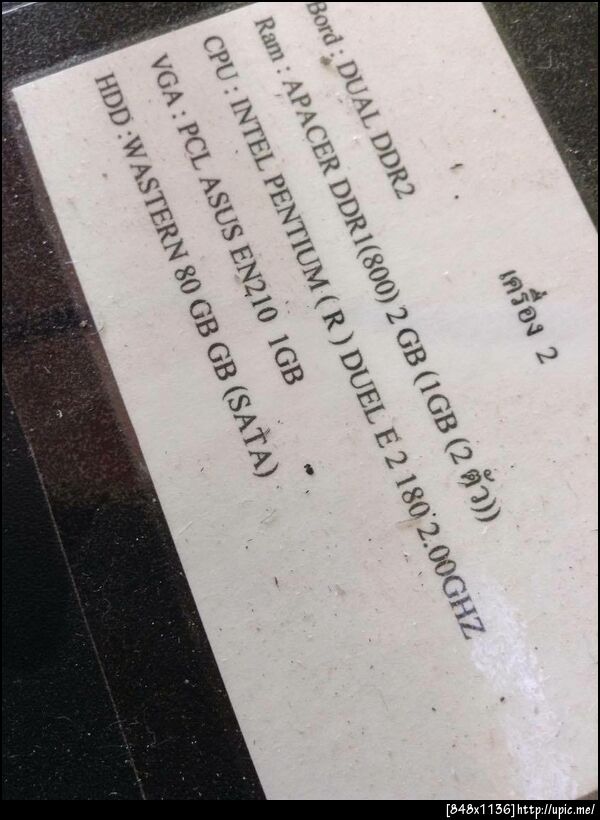 เครื่อง 2
Bord : DUAL DDR2
Ram : APACER DDR1(800) 2 GB (1GB (2 ตัว))
CPU : INTEL PENTIUM ( R ) DUEL E 2 180 2.00GHZ
VGA : PCL ASUS EN210 1GB
HDD :WASTERN 80 GB GB (SATA)
[848x1136]http://upic.me/